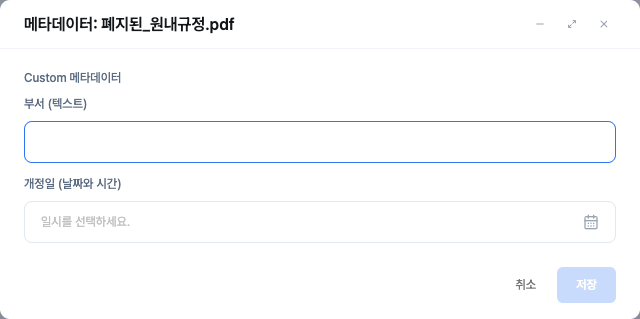 메타데이터: 폐지된_원내규정.pdf
Custom 메타데이터
부서 (텍스트)
개정일 (날짜와 시간)
일시를 선택하세요.
취소 저장